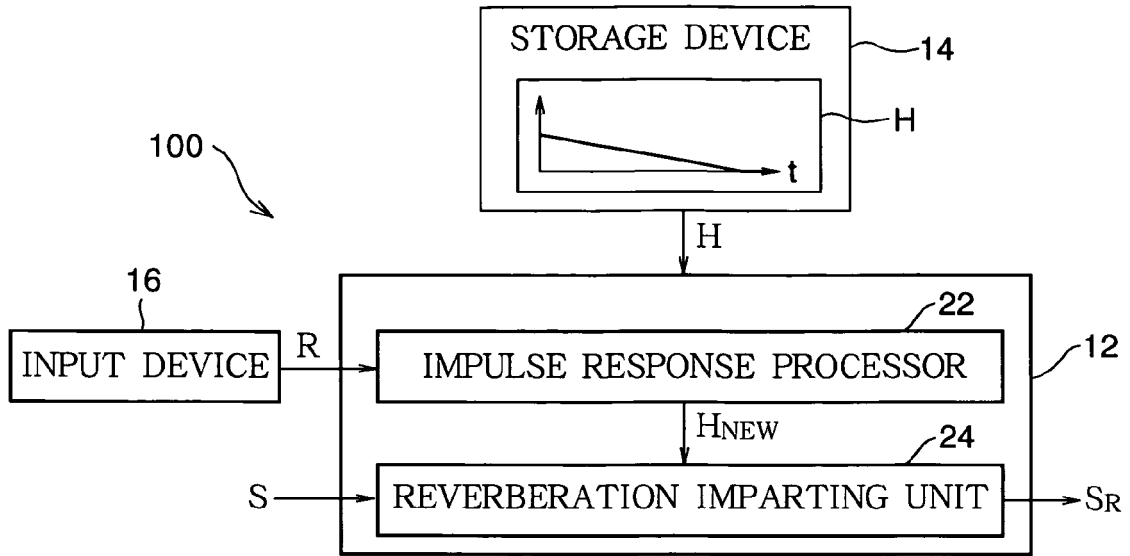 STORAGE DEVICE
14
H
t
100
H
16
INPUT DEVICE
R
22
IMPULSE RESPONSE PROCESSOR
12
HNEW
24
S
REVERBERATION IMPARTING UNIT
SR